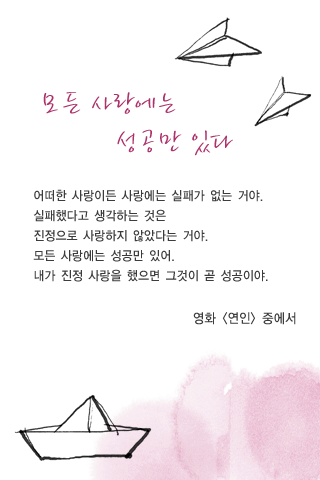 모든 사랑에는
성공만 있다
어떠한 사랑이든 사랑에는 실패가 없는 거야.
실패했다고 생각하는 것은
진정으로 사랑하지 않았다는 거야.
모든 사랑에는 성공만 있어.
내가 진정 사랑을 했으면 그것이 곧 성공이야.
영화 <연인> 중에서